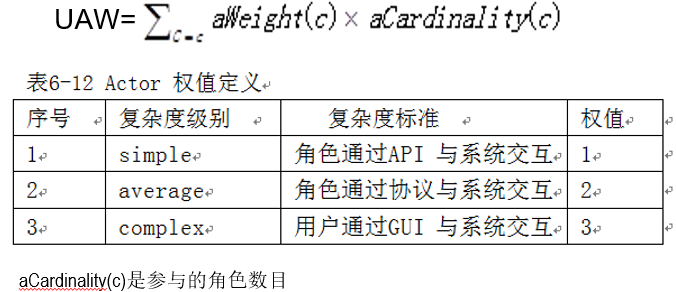 UAW= ∑C=c aWeight(c)× aCardinality(c)
表6-12 Actor 权值定义
序号 复杂度级别 复杂度标准 权值
1 simple 角色通过API 与系统交互 1
2 average 角色通过协议与系统交互 2
3 complex 用户通过GUI 与系统交互 3
aCardinality(c)是参与的角色数目